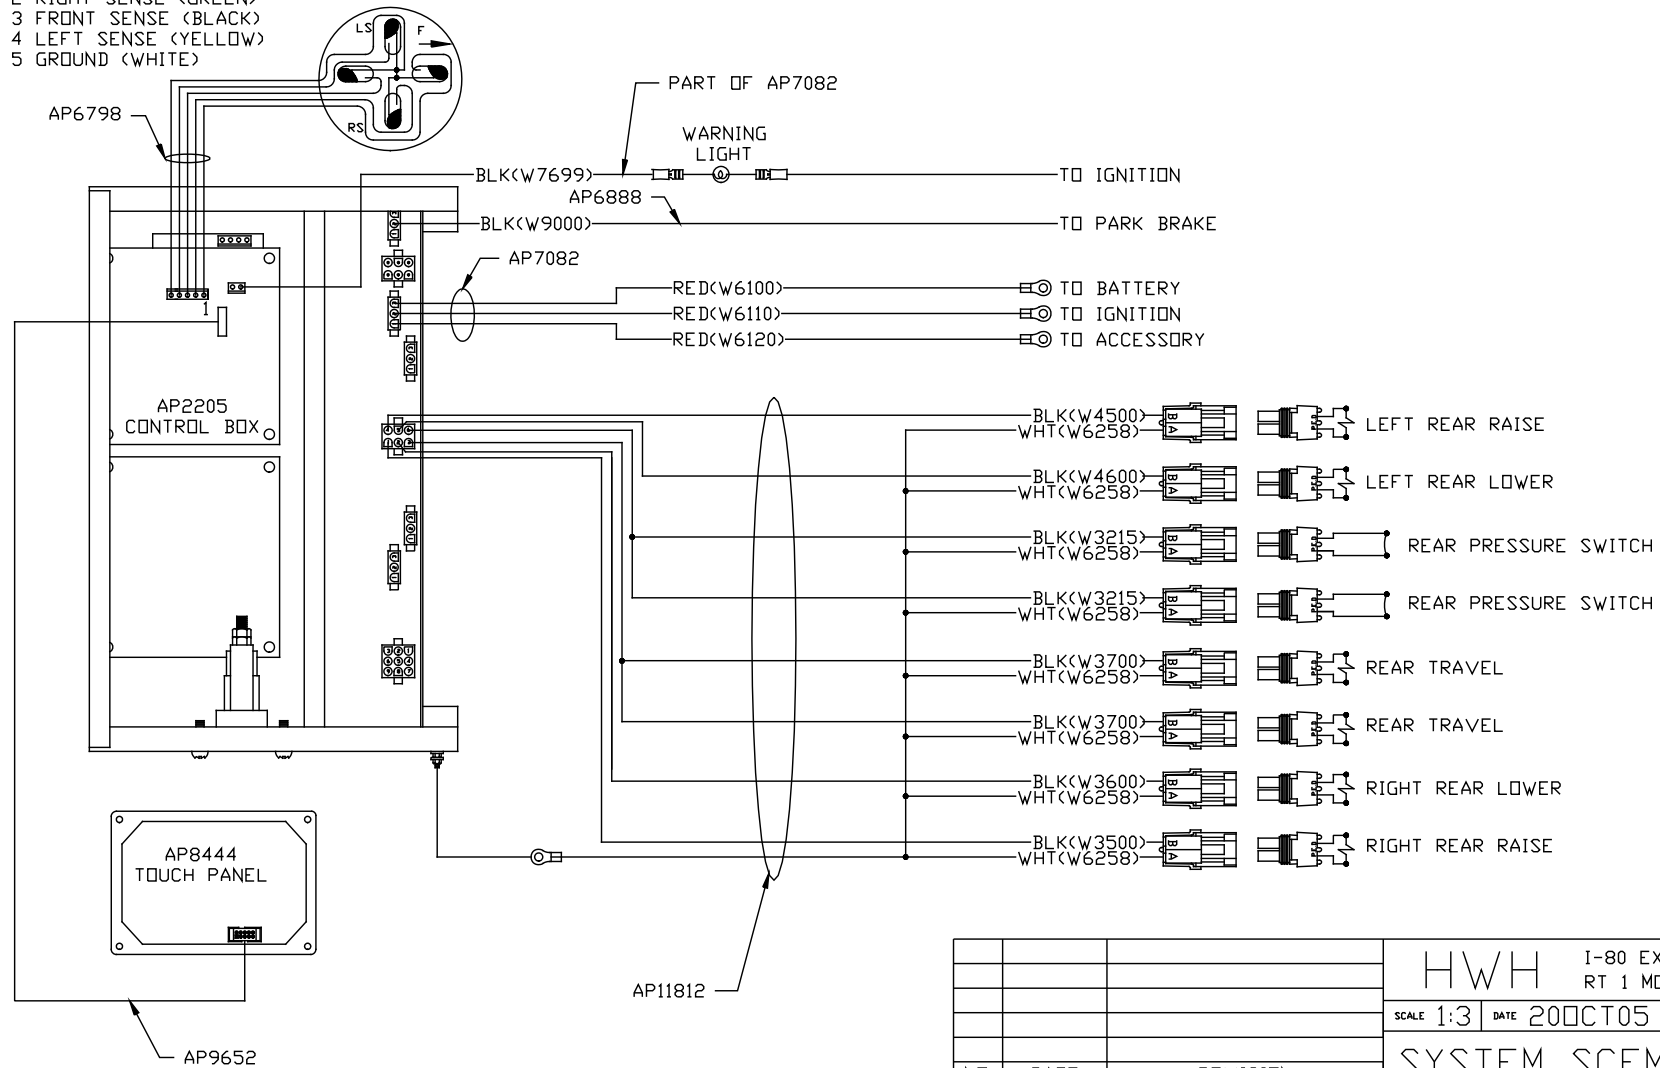 2 RIGHT SENSE (GREEN)
3 FRONT SENSE (BLACK)
4 LEFT SENSE (YELLOW)
5 GROUND (WHITE)
LS
F
RS
AP6798
PART OF AP7082
WARNING
LIGHT
BLK(W7699)
TO IGNITION
AP6888
BLK(W9000)
TO PARK BRAKE
AP7082
RED(W6100)
TO BATTERY
RED(W6110)
TO IGNITION
RED(W6120)
TO ACCESSORY
1
AP2205
CONTROL BOX
BLK(W4500)
WHT(W6258)
B
A
LEFT REAR RAISE
BLK(W4600)
WHT(W6258)
B
A
LEFT REAR LOWER
BLK(W3215)
WHT(W6258)
B
A
REAR PRESSURE SWITCH
BLK(W3215)
WHT(W6258)
B
A
REAR PRESSURE SWITCH
BLK(W3700)
WHT(W6258)
B
A
REAR TRAVEL
BLK(W3700)
WHT(W6258)
B
A
REAR TRAVEL
BLK(W3600)
WHT(W6258)
B
A
RIGHT REAR LOWER
BLK(W3500)
WHT(W6258)
B
A
RIGHT REAR RAISE
AP8444
TOUCH PANEL
AP11812
AP9652
HWH
I-80 EX
RT 1 MO
SCALE 1:3
DATE 20OCT05
SYSTEM SCEM